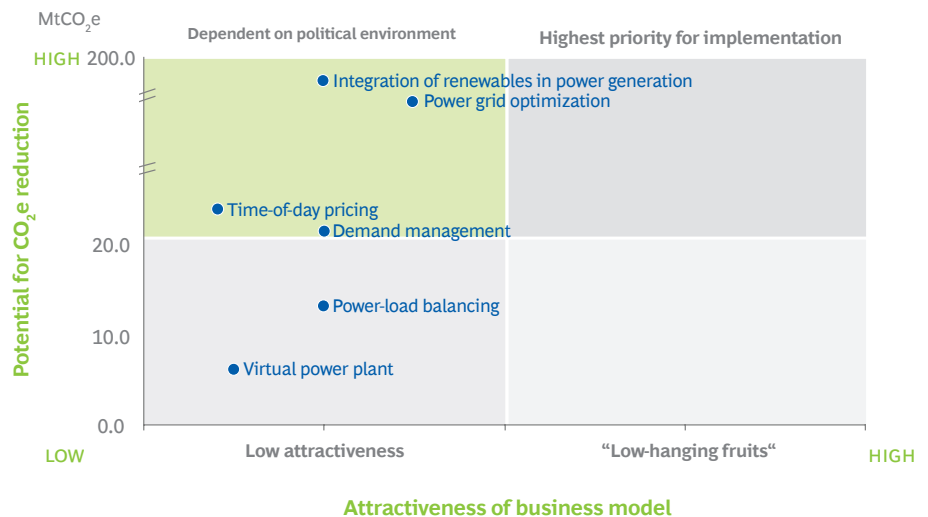 MtCO2e
Dependent on political environment
Highest priority for implementation
HIGH
200.0
Integration of renewables in power generation
Power grid optimization
Potential for CO2e reduction
Time-of-day pricing
Demand management
20.0
Power-load balancing
10.0
Virtual power plant
0.0
LOW
Low attractiveness
“Low-hanging fruits“
HIGH
Attractiveness of business model